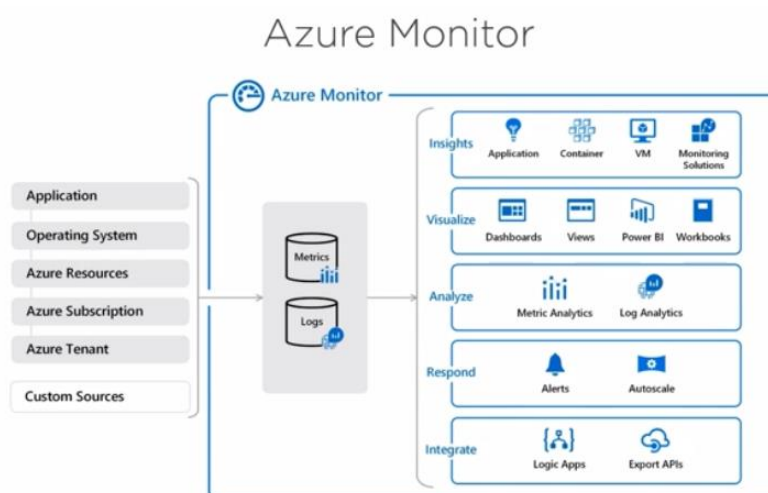 Azure Monitor
Azure Monitor
Application
Operating System
Azure Resources
Azure Subscription
Azure Tenant
Custom Sources
Metrics
Logs
Insights
Application
Container
VM
Monitoring
Solutions
Visualize
Dashboards
Views
Power BI
Workbooks
Analyze
Metric Analytics
Log Analytics
Respond
Alerts
Autoscale
Integrate
Logic Apps
Export APIs